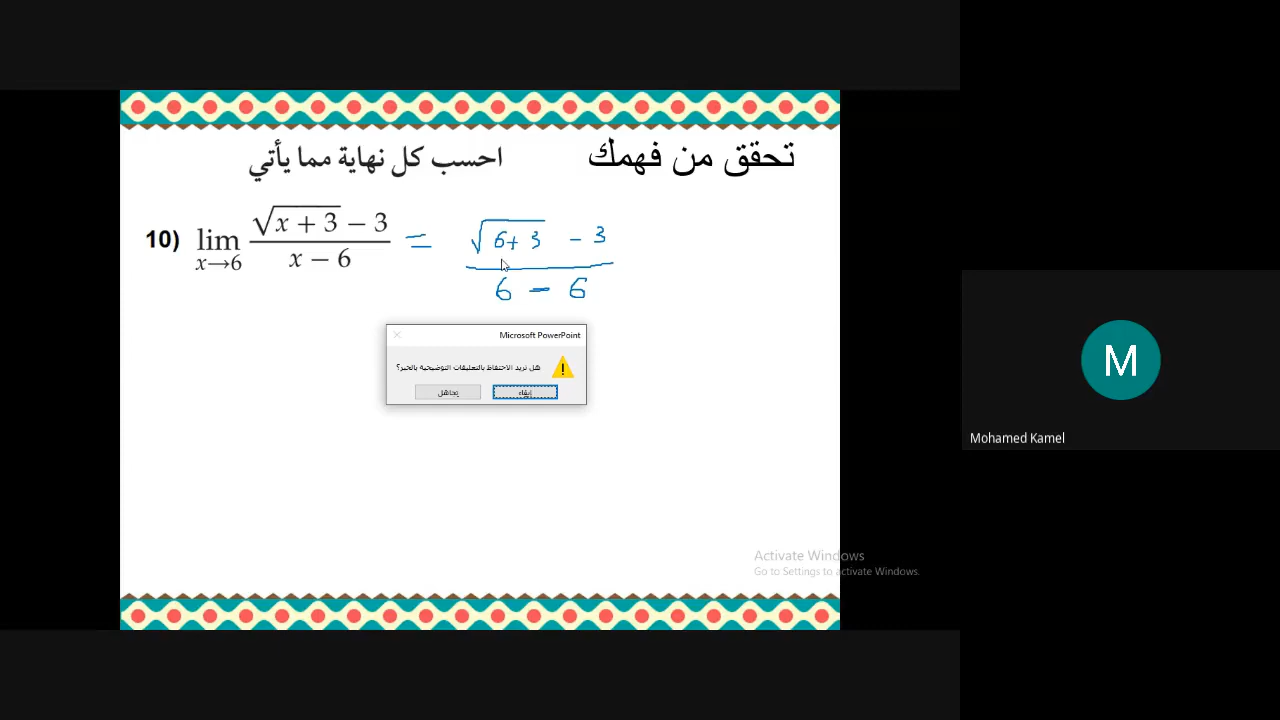 تحقق من فهمك
احسب كل نهاية مما يأتي
10) lim x→6 (√(x + 3) − 3)/(x − 6) = (√(6+3) − 3)/(6 − 6)
Microsoft PowerPoint
هل تريد الاحتفاظ بالتعليقات التوضيحية بالحبر؟
إبقاء
تجاهل
M
Mohamed Kamel
Activate Windows
Go to Settings to activate Windows.